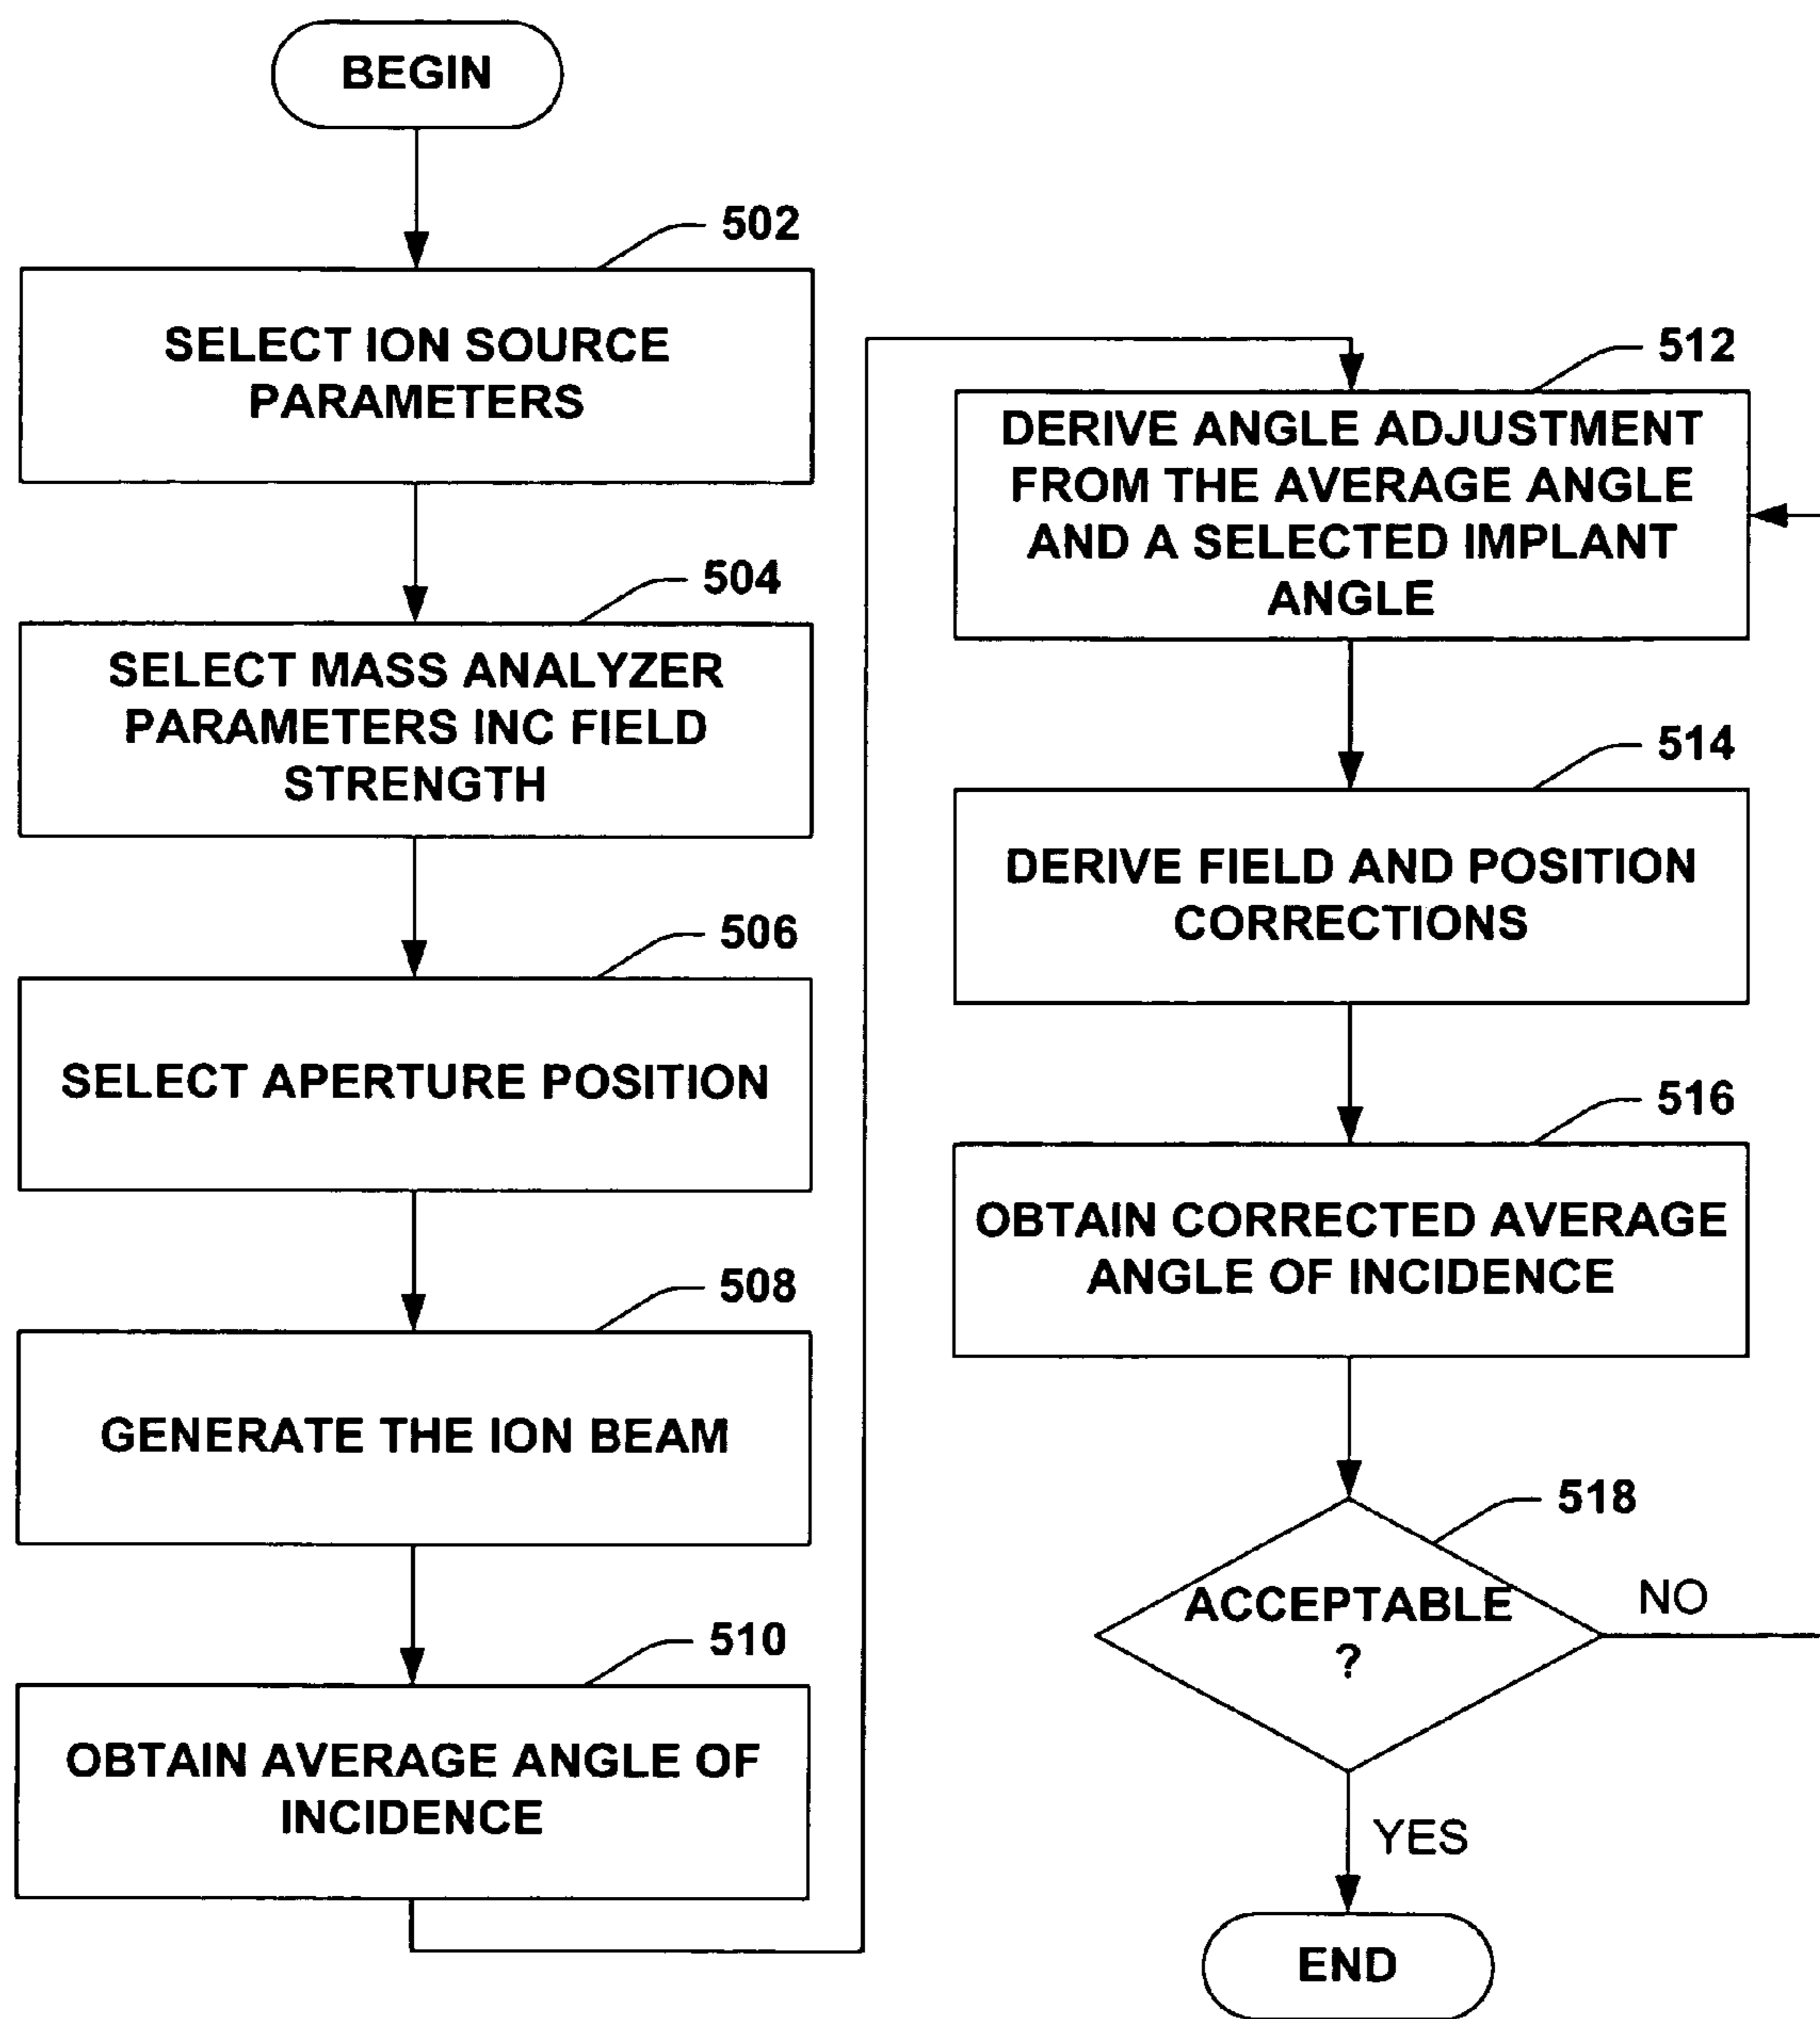 BEGIN
502
SELECT ION SOURCE
PARAMETERS
504
SELECT MASS ANALYZER
PARAMETERS INC FIELD
STRENGTH
506
SELECT APERTURE POSITION
508
GENERATE THE ION BEAM
510
OBTAIN AVERAGE ANGLE OF
INCIDENCE
512
DERIVE ANGLE ADJUSTMENT
FROM THE AVERAGE ANGLE
AND A SELECTED IMPLANT
ANGLE
514
DERIVE FIELD AND POSITION
CORRECTIONS
516
OBTAIN CORRECTED AVERAGE
ANGLE OF INCIDENCE
518
ACCEPTABLE
?
NO
YES
END